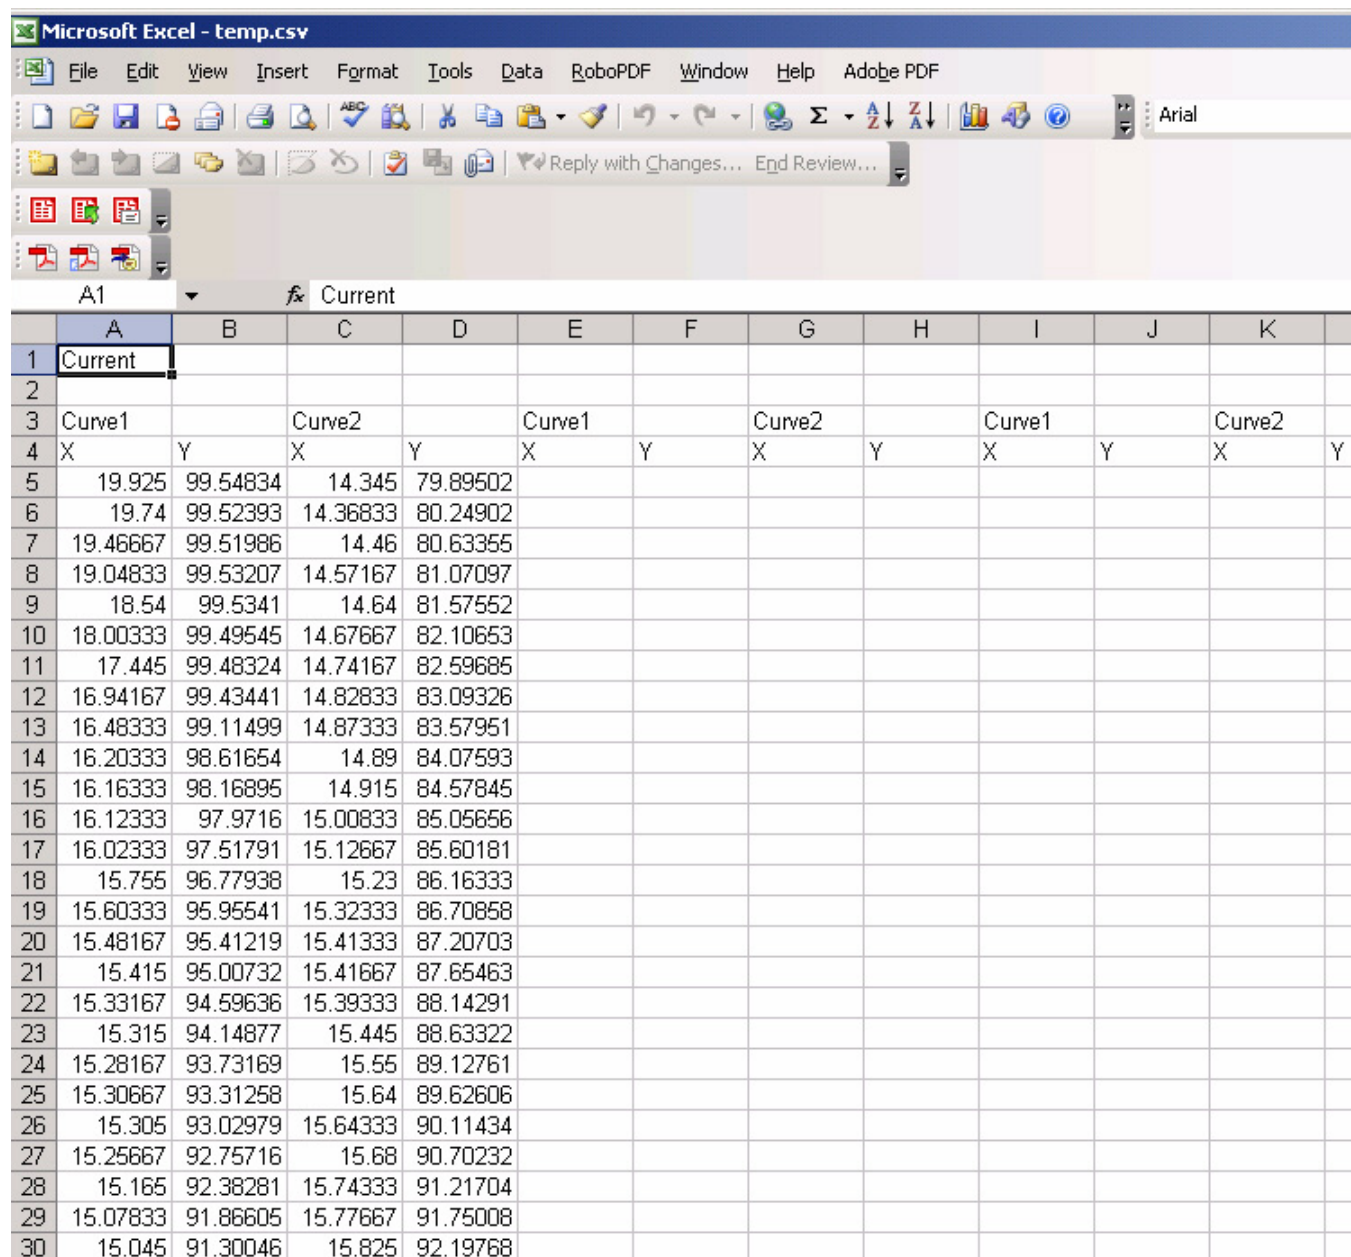 Microsoft Excel - temp.csv
File Edit View Insert Format Tools Data RoboPDF Window Help Adobe PDF
ABC Σ A Z Z A Arial
Reply with Changes... End Review...
A1 fx Current
A B C D E F G H I J K
1 Current
2
3 Curve1 Curve2 Curve1 Curve2 Curve1 Curve2
4 X Y X Y X Y X Y X Y X Y
5 19.925 99.54834 14.345 79.89502
6 19.74 99.52393 14.36833 80.24902
7 19.46667 99.51986 14.46 80.63355
8 19.04833 99.53207 14.57167 81.07097
9 18.54 99.5341 14.64 81.57552
10 18.00333 99.49545 14.67667 82.10653
11 17.445 99.48324 14.74167 82.59685
12 16.94167 99.43441 14.82833 83.09326
13 16.48333 99.11499 14.87333 83.57951
14 16.20333 98.61654 14.89 84.07593
15 16.16333 98.16895 14.915 84.57845
16 16.12333 97.9716 15.00833 85.05656
17 16.02333 97.51791 15.12667 85.60181
18 15.755 96.77938 15.23 86.16333
19 15.60333 95.95541 15.32333 86.70858
20 15.48167 95.41219 15.41333 87.20703
21 15.415 95.00732 15.41667 87.65463
22 15.33167 94.59636 15.39333 88.14291
23 15.315 94.14877 15.445 88.63322
24 15.28167 93.73169 15.55 89.12761
25 15.30667 93.31258 15.64 89.62606
26 15.305 93.02979 15.64333 90.11434
27 15.25667 92.75716 15.68 90.70232
28 15.165 92.38281 15.74333 91.21704
29 15.07833 91.86605 15.77667 91.75008
30 15.045 91.30046 15.825 92.19768